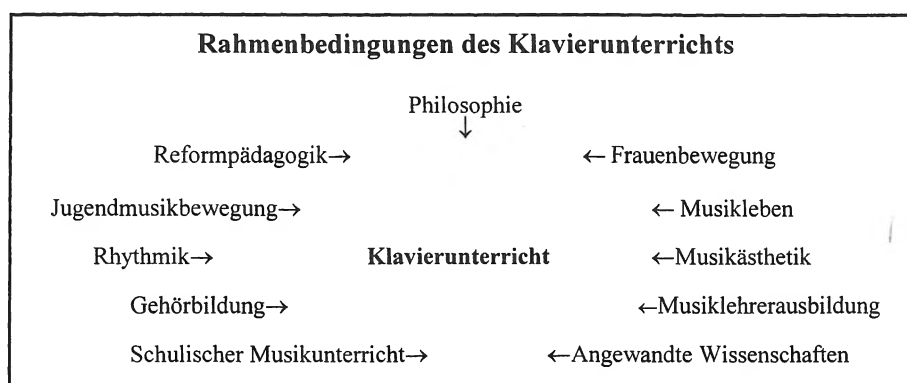 Rahmenbedingungen des Klavierunterrichts
Philosophie
↓
Reformpädagogik→ ←Frauenbewegung
Jugendmusikbewegung→ ←Musikleben
Rhythmik→ Klavierunterricht ←Musikästhetik
Gehörbildung→ ←Musiklehrerausbildung
Schulischer Musikunterricht→ ←Angewandte Wissenschaften